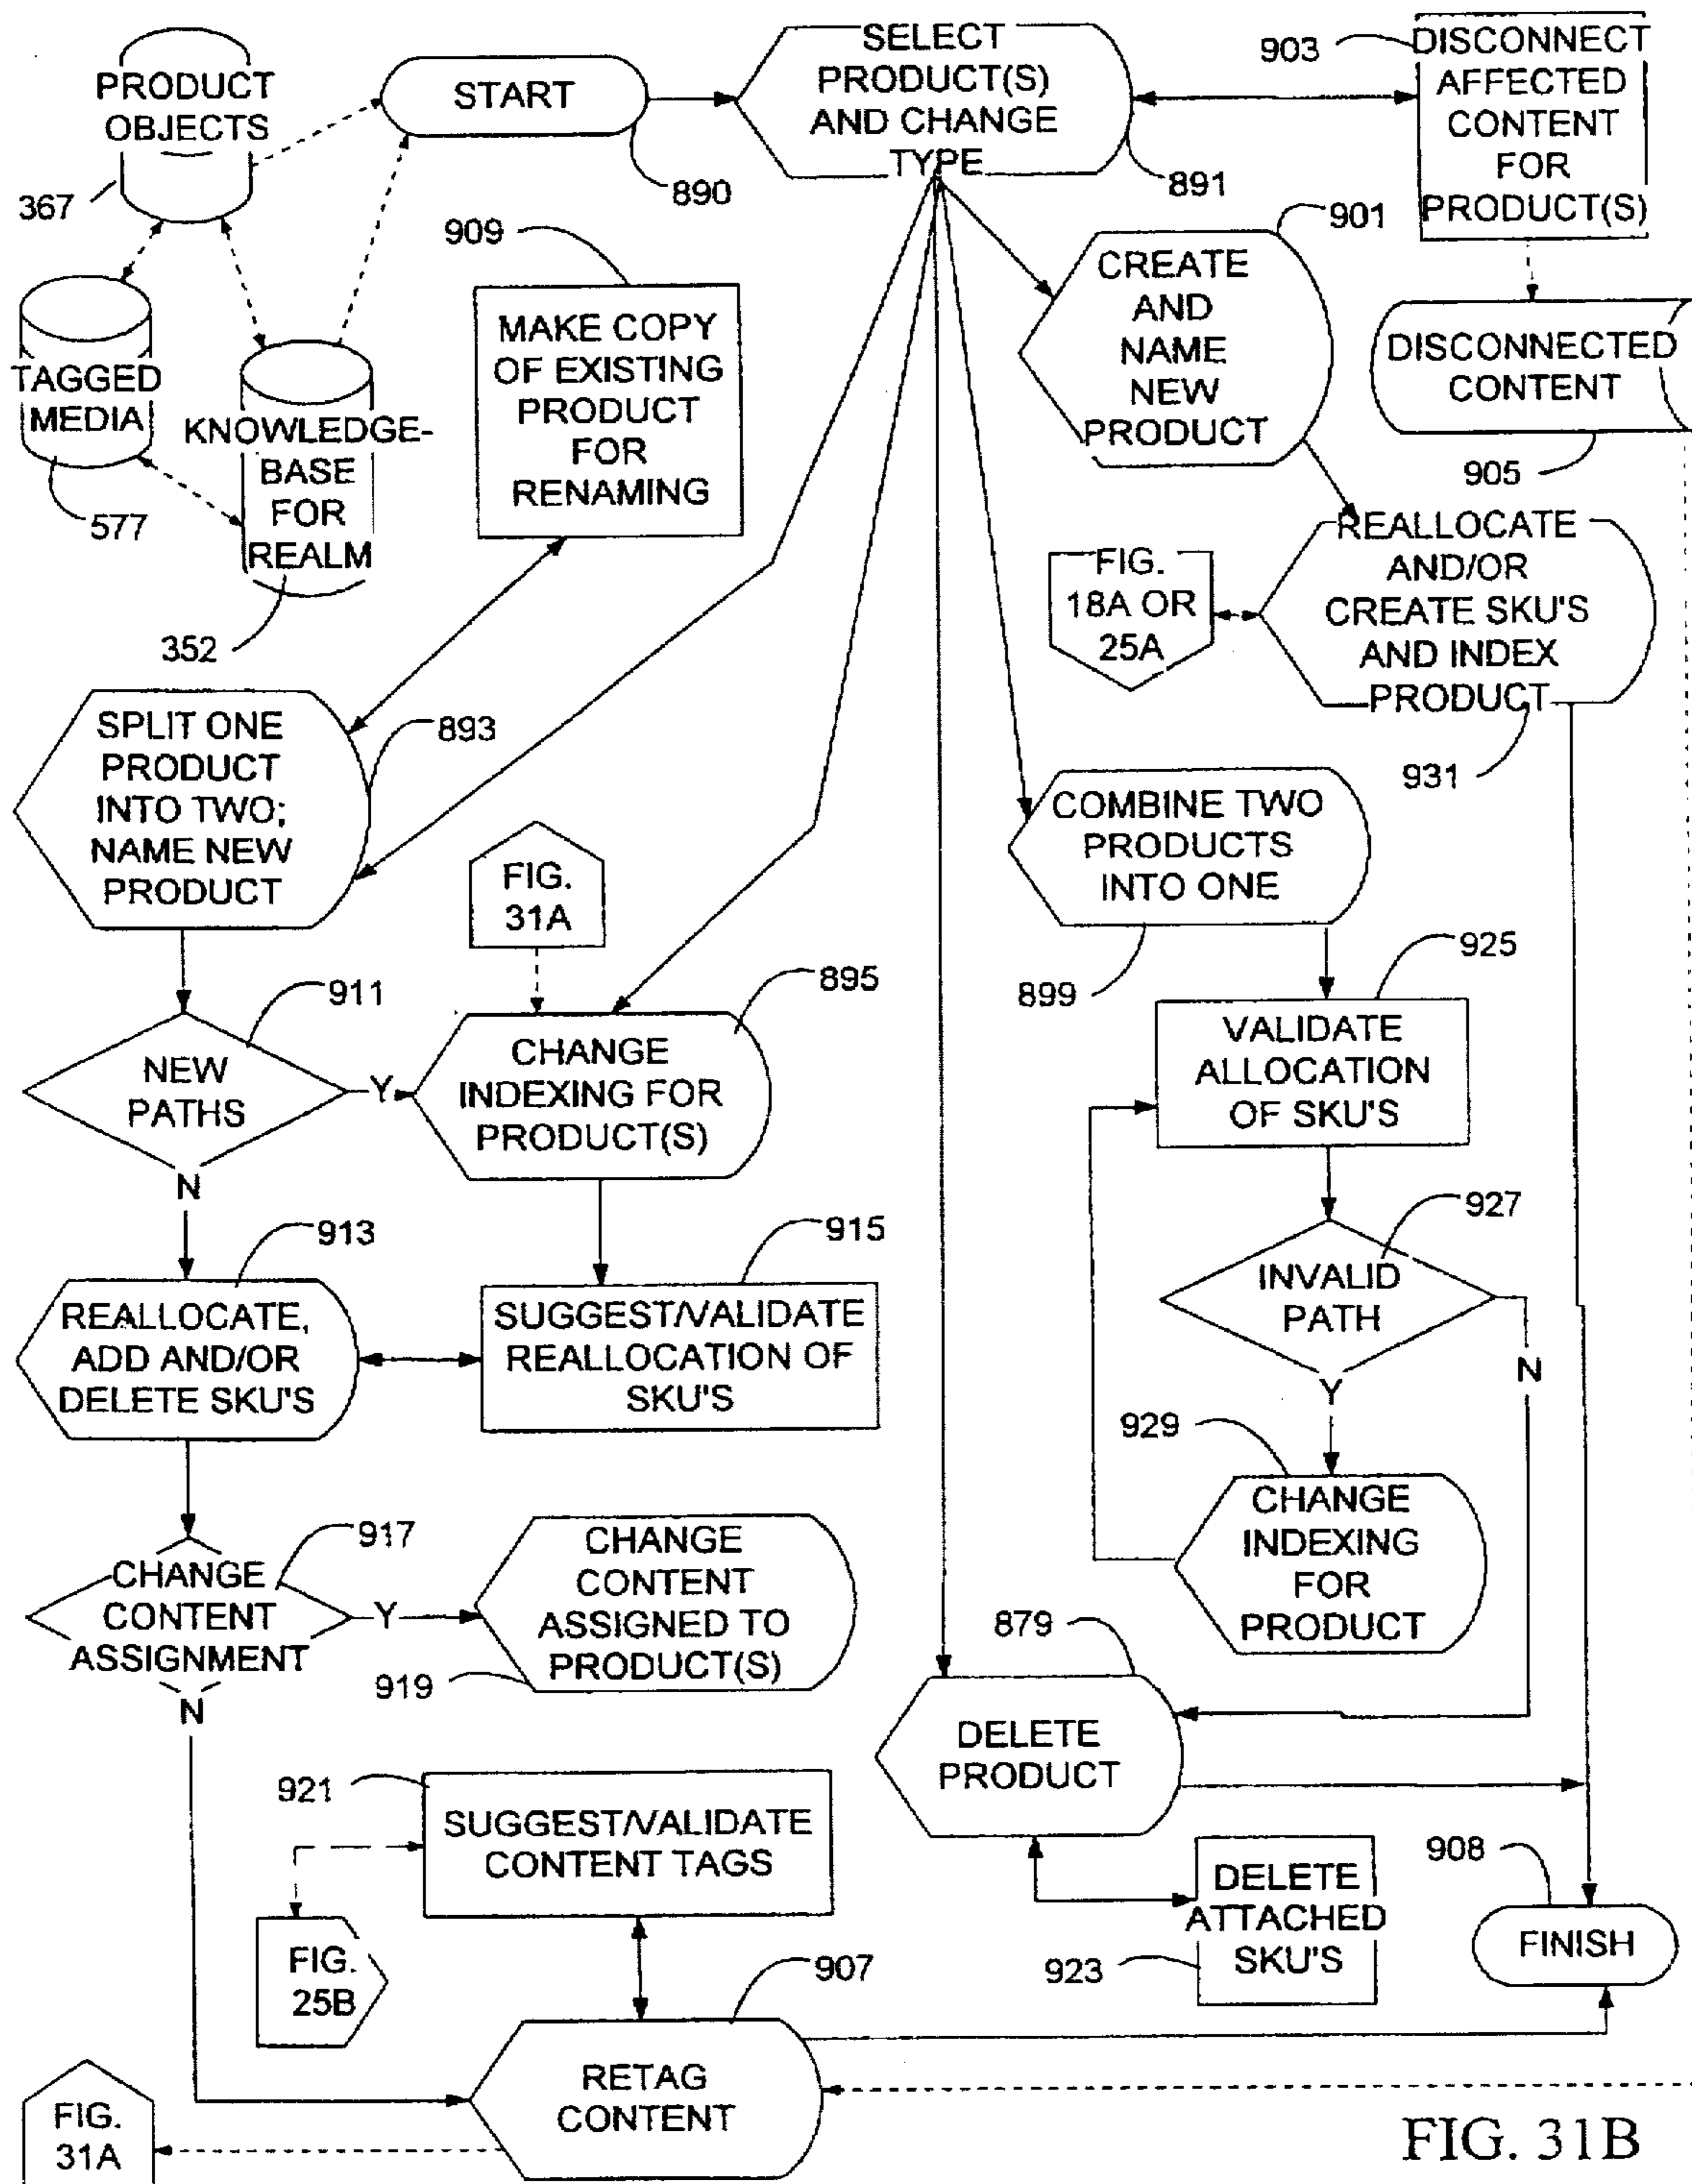 PRODUCT
OBJECTS
367
START
890
SELECT
PRODUCT(S)
AND CHANGE
TYPE
891
903
DISCONNECT
AFFECTED
CONTENT
FOR
PRODUCT(S)
TAGGED
MEDIA
577
KNOWLEDGE-
BASE
FOR
REALM
352
909
MAKE COPY
OF EXISTING
PRODUCT
FOR
RENAMING
901
CREATE
AND
NAME
NEW
PRODUCT
DISCONNECTED
CONTENT
905
FIG.
18A OR
25A
REALLOCATE
AND/OR
CREATE SKU'S
AND INDEX
PRODUCT
931
SPLIT ONE
PRODUCT
INTO TWO;
NAME NEW
PRODUCT
893
FIG.
31A
COMBINE TWO
PRODUCTS
INTO ONE
899
911
NEW
PATHS
Y
N
895
CHANGE
INDEXING FOR
PRODUCT(S)
925
VALIDATE
ALLOCATION
OF SKU'S
913
REALLOCATE,
ADD AND/OR
DELETE SKU'S
915
SUGGEST/VALIDATE
REALLOCATION OF
SKU'S
927
INVALID
PATH
N
Y
929
CHANGE
INDEXING
FOR
PRODUCT
917
CHANGE
CONTENT
ASSIGNMENT
Y
N
CHANGE
CONTENT
ASSIGNED TO
PRODUCT(S)
919
879
DELETE
PRODUCT
921
SUGGEST/VALIDATE
CONTENT TAGS
FIG.
25B
DELETE
ATTACHED
SKU'S
923
908
FINISH
907
RETAG
CONTENT
FIG.
31A
FIG. 31B